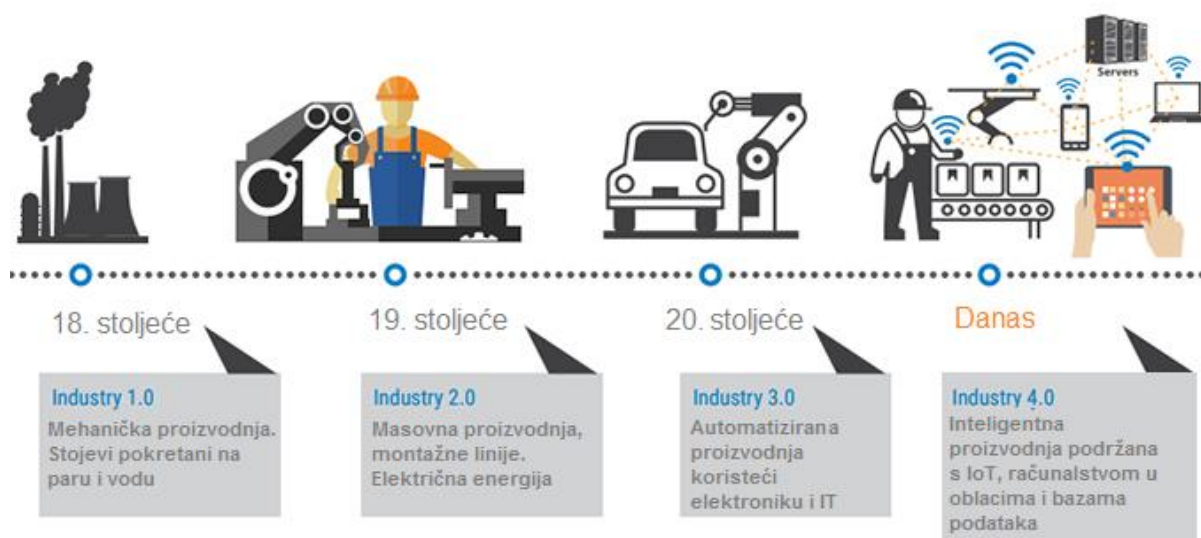 Servers
18. stoljeće
19. stoljeće
20. stoljeće
Danas
Industry 1.0
Mehanička proizvodnja.
Stojevi pokretani na
paru i vodu
Industry 2.0
Masovna proizvodnja,
montažne linije.
Električna energija
Industry 3.0
Automatizirana
proizvodnja
koristeći
elektroniku i IT
Industry 4.0
Inteligentna
proizvodnja podržana
s IoT, računalstvom u
oblacima i bazama
podataka